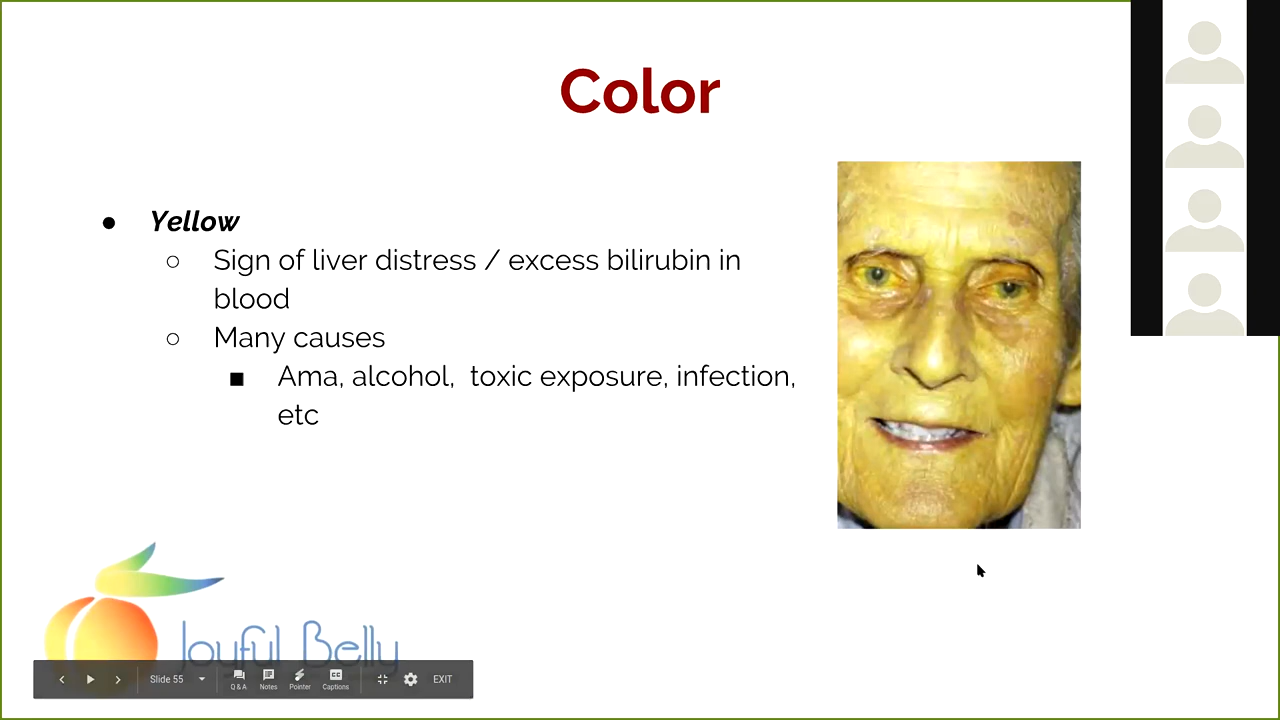 Color
Yellow
Sign of liver distress / excess bilirubin in
blood
Many causes
Ama, alcohol, toxic exposure, infection,
etc
Joyful Belly
Slide 55
Q & A
Notes
Pointer
CC
Captions
EXIT